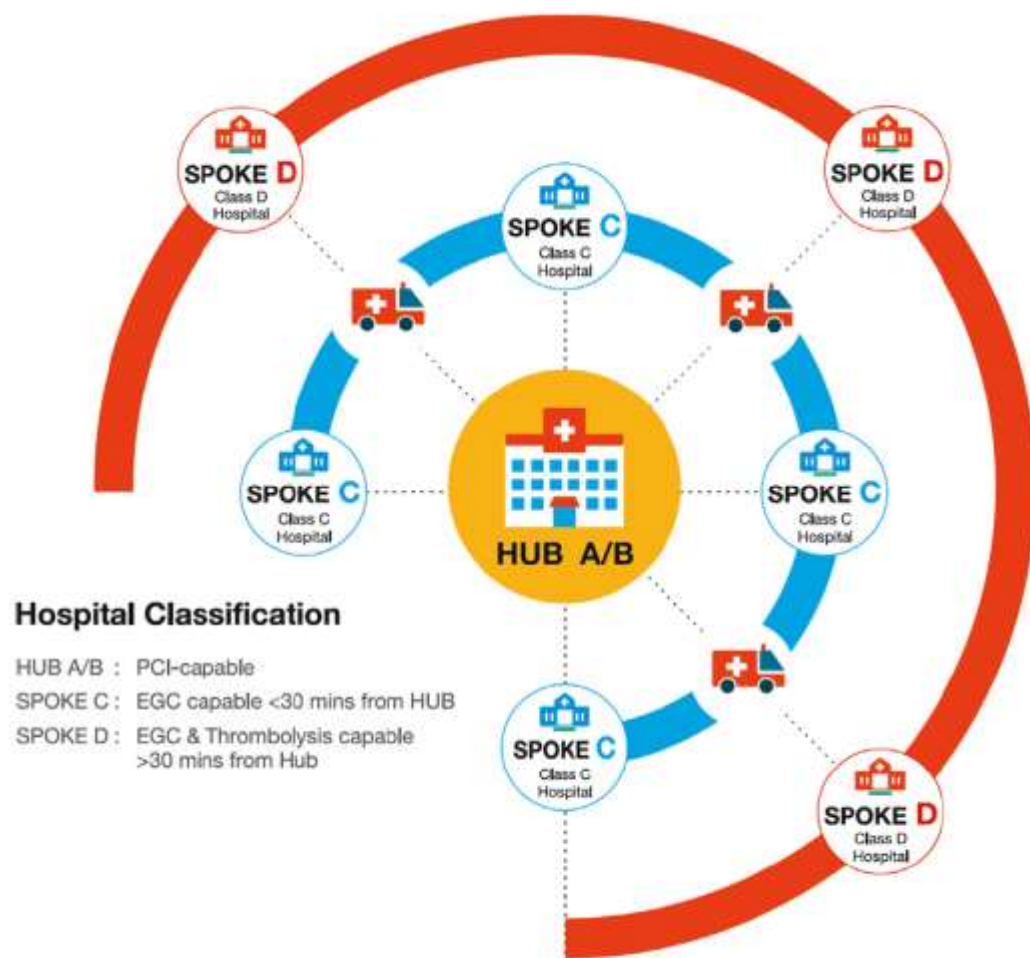 SPOKE D
Class D
Hospital
SPOKE D
Class D
Hospital
SPOKE C
Class C
Hospital
SPOKE C
Class C
Hospital
HUB A/B
SPOKE C
Class C
Hospital
Hospital Classification
HUB A/B : PCI-capable
SPOKE C : EGC capable <30 mins from HUB
SPOKE D : EGC & Thrombolysis capable
>30 mins from Hub
SPOKE C
Class C
Hospital
SPOKE D
Class D
Hospital